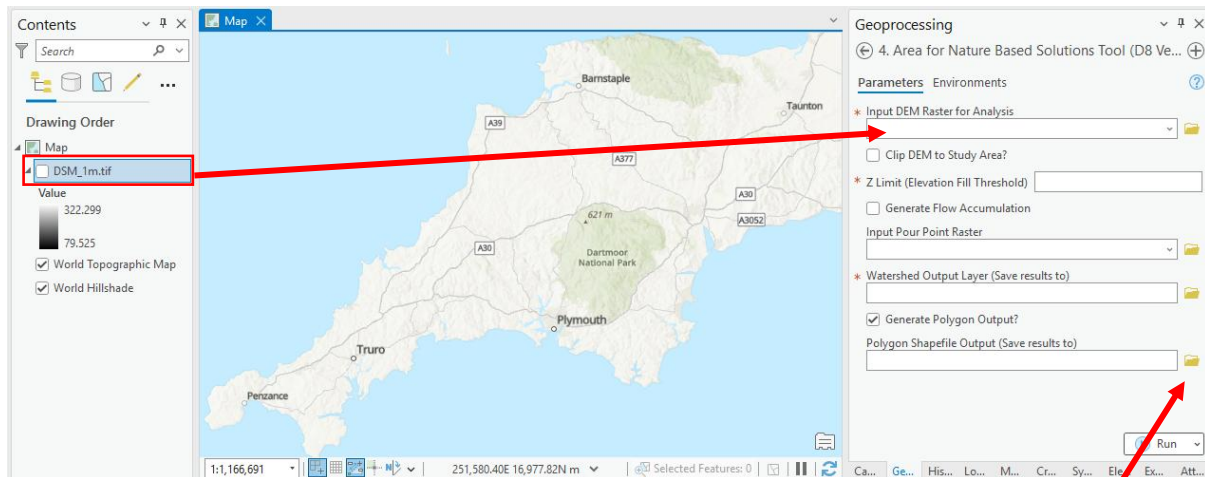 Contents
Search
Drawing Order
Map
DSM_1m.tif
Value
322.299
79.525
World Topographic Map
World Hillshade
Map
Barnstaple
Taunton
A39
A377
A30
A3052
621 m
A30
Dartmoor
National Park
Plymouth
Truro
Penzance
1:1,166,691
251,580.40E 16,977.82N m
Selected Features: 0
Geoprocessing
4. Area for Nature Based Solutions Tool (D8 Ve...
Parameters Environments
* Input DEM Raster for Analysis
Clip DEM to Study Area?
* Z Limit (Elevation Fill Threshold)
Generate Flow Accumulation
Input Pour Point Raster
* Watershed Output Layer (Save results to)
Generate Polygon Output?
Polygon Shapefile Output (Save results to)
Run
Ca... Ge... His... Lo... M... Cr... Sy... Ele... Ex... Att...